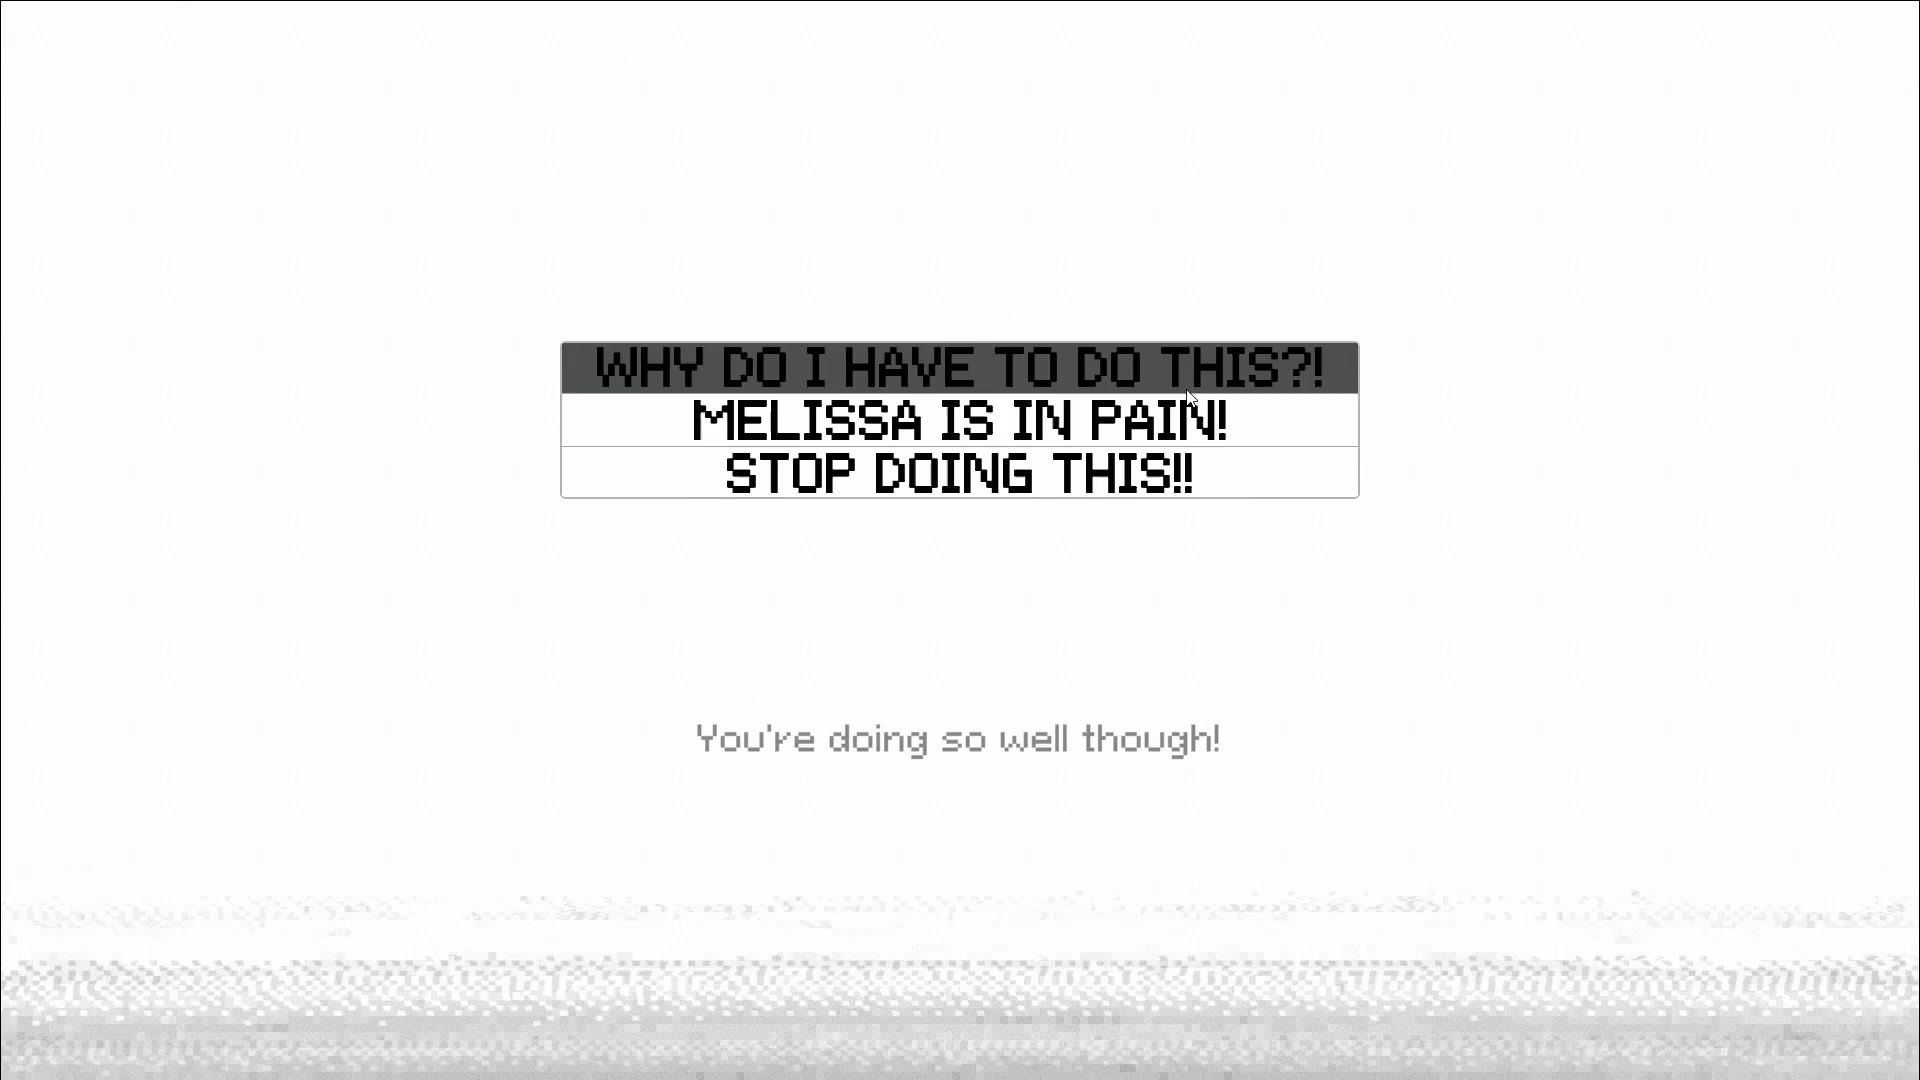 WHY DO I HAVE TO DO THIS?!
MELISSA IS IN PAIN!
STOP DOING THIS!!
You're doing so well though!